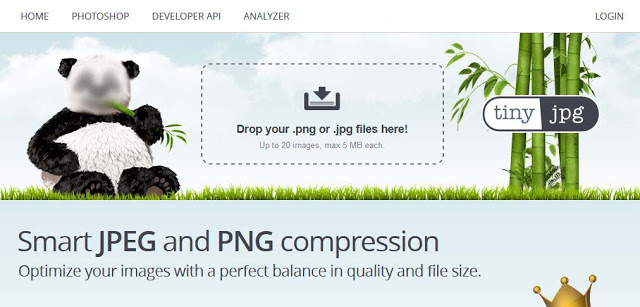 HOME PHOTOSHOP DEVELOPER API ANALYZER LOGIN
Drop your .png or .jpg files here!
Up to 20 images, max 5 MB each.
tiny jpg
Smart JPEG and PNG compression
Optimize your images with a perfect balance in quality and file size.